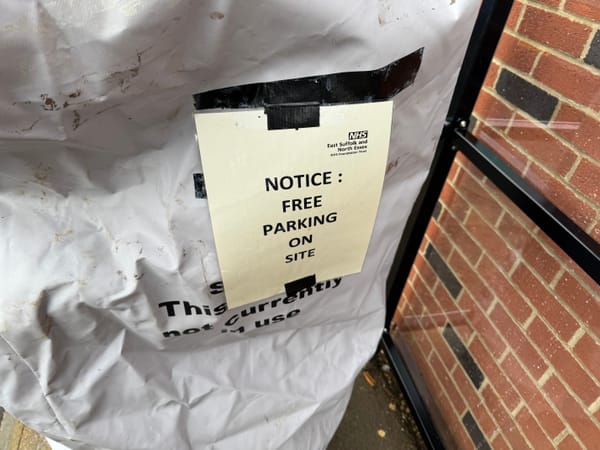 NHS
East Suffolk and
North Essex
NHS Foundation Trust
NOTICE :
FREE
PARKING
ON
SITE
This currently
not in use